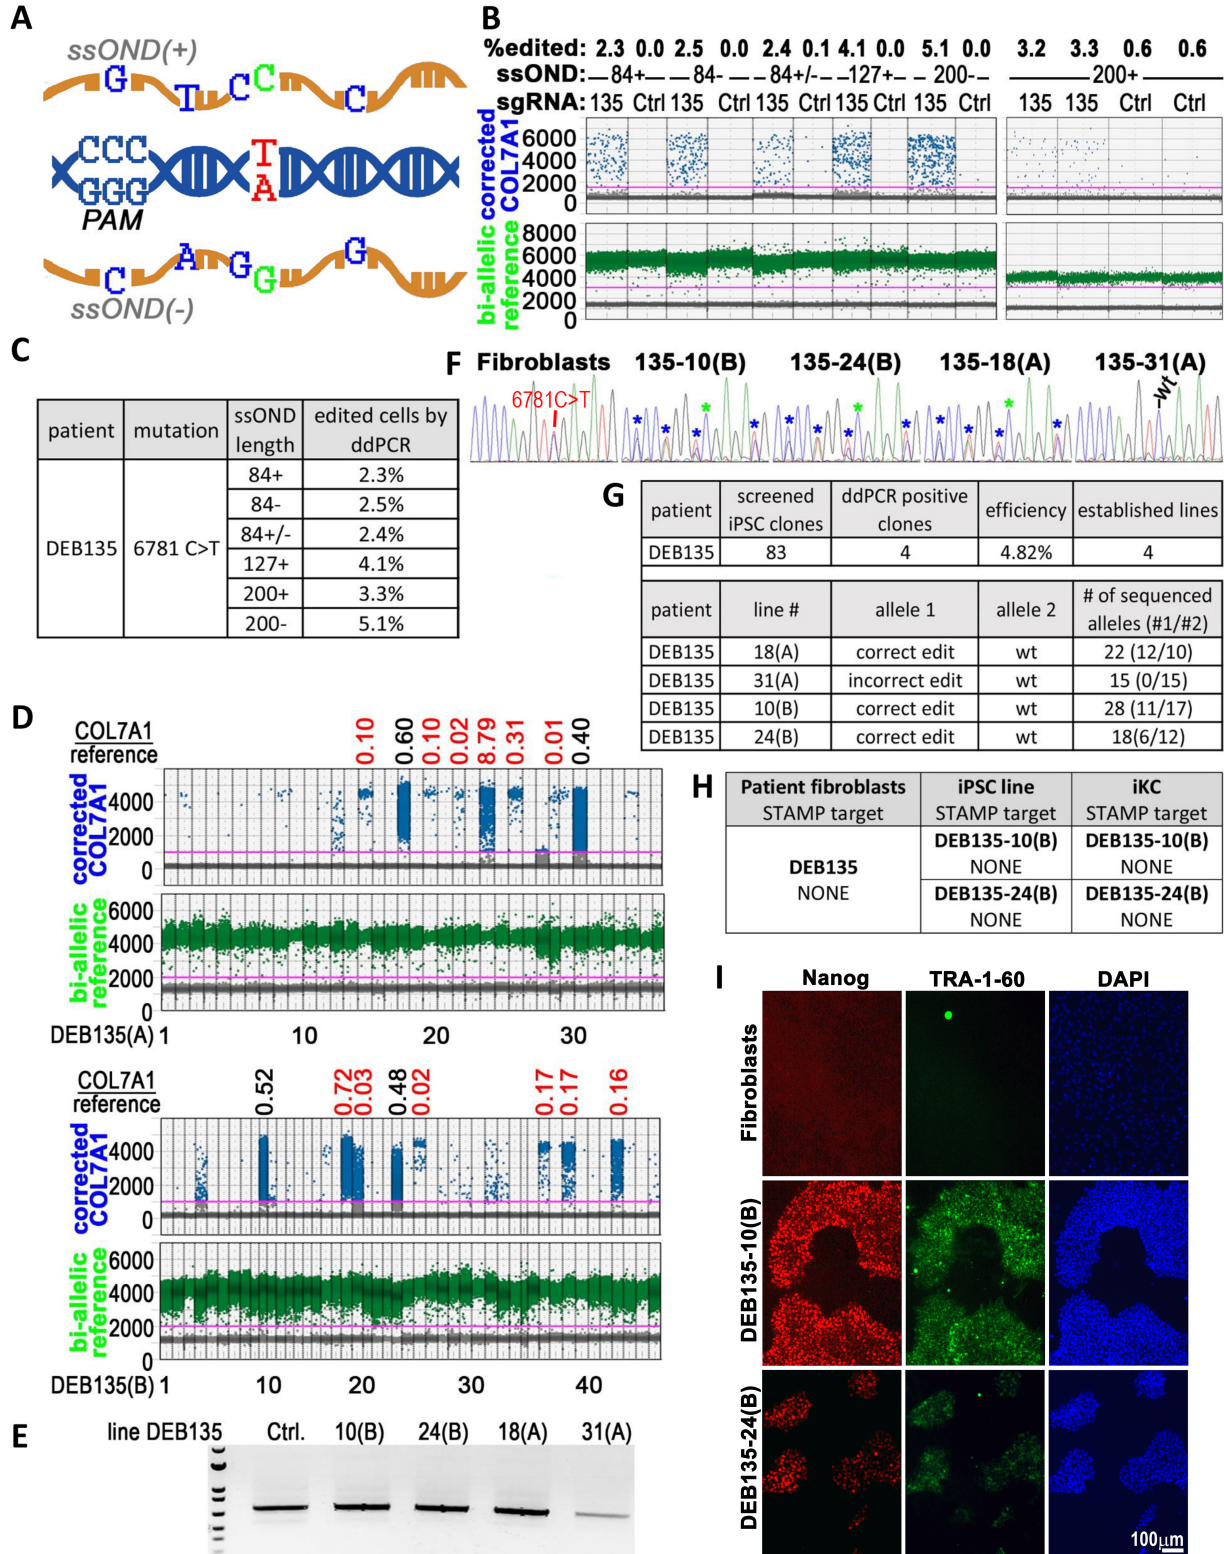 A
ssOND(+)
G
T
C
C
C
CCC
GGG
T
A
PAM
C
A
G
G
G
ssOND(-)
B
%edited: 2.3 0.0 2.5 0.0 2.4 0.1 4.1 0.0 5.1 0.0 3.2 3.3 0.6 0.6
ssOND: 84+ 84- 84+/- 127+ 200- 200+
sgRNA: 135 Ctrl 135 Ctrl 135 Ctrl 135 Ctrl 135 Ctrl 135 135 Ctrl Ctrl
corrected
COL7A1
6000
4000
2000
0
bi-allelic
reference
8000
6000
4000
2000
0
C
patient mutation ssOND length edited cells by ddPCR
DEB135 6781 C>T
84+ 2.3%
84- 2.5%
84+/- 2.4%
127+ 4.1%
200+ 3.3%
200- 5.1%
D
COL7A1
reference
0.10 0.60 0.10 0.02 8.79 0.31 0.01 0.40
corrected
COL7A1
4000
2000
0
bi-allelic
reference
6000
4000
2000
0
DEB135(A) 1 10 20 30
COL7A1
reference
0.52 0.72 0.03 0.48 0.02 0.17 0.17 0.16
corrected
COL7A1
4000
2000
0
bi-allelic
reference
6000
4000
2000
0
DEB135(B) 1 10 20 30 40
E
line DEB135 Ctrl. 10(B) 24(B) 18(A) 31(A)
F
Fibroblasts 135-10(B) 135-24(B) 135-18(A) 135-31(A)
6781C>T
* * * * *
* * * * *
* * * * *
-wt
G
patient screened iPSC clones ddPCR positive clones efficiency established lines
DEB135 83 4 4.82% 4
patient line # allele 1 allele 2 # of sequenced alleles (#1/#2)
DEB135 18(A) correct edit wt 22 (12/10)
DEB135 31(A) incorrect edit wt 15 (0/15)
DEB135 10(B) correct edit wt 28 (11/17)
DEB135 24(B) correct edit wt 18(6/12)
H
Patient fibroblasts iPSC line iKC
STAMP target STAMP target STAMP target
DEB135
NONE
DEB135-10(B) DEB135-10(B)
NONE NONE
DEB135-24(B) DEB135-24(B)
NONE NONE
I
Nanog TRA-1-60 DAPI
Fibroblasts
DEB135-10(B)
DEB135-24(B)
100µm